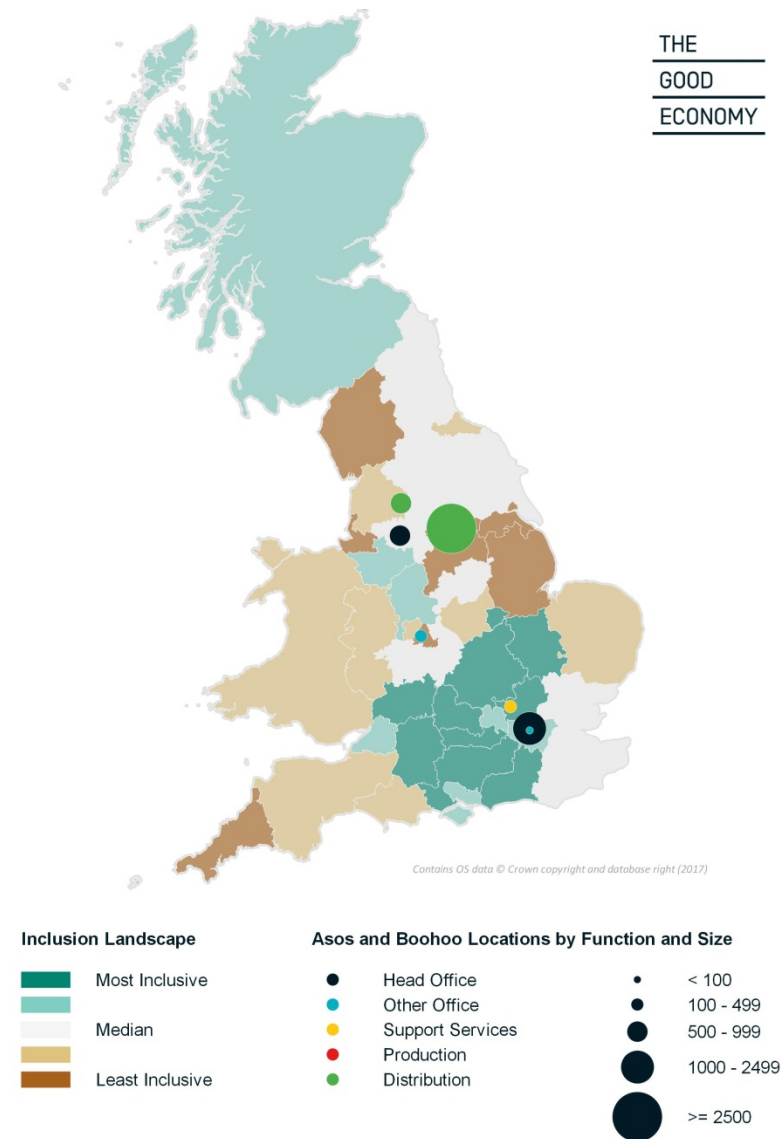 THE
GOOD
ECONOMY
Contains OS data © Crown copyright and database right (2017)
Inclusion Landscape
Most Inclusive
Median
Least Inclusive
Asos and Boohoo Locations by Function and Size
Head Office
Other Office
Support Services
Production
Distribution
< 100
100 - 499
500 - 999
1000 - 2499
>= 2500